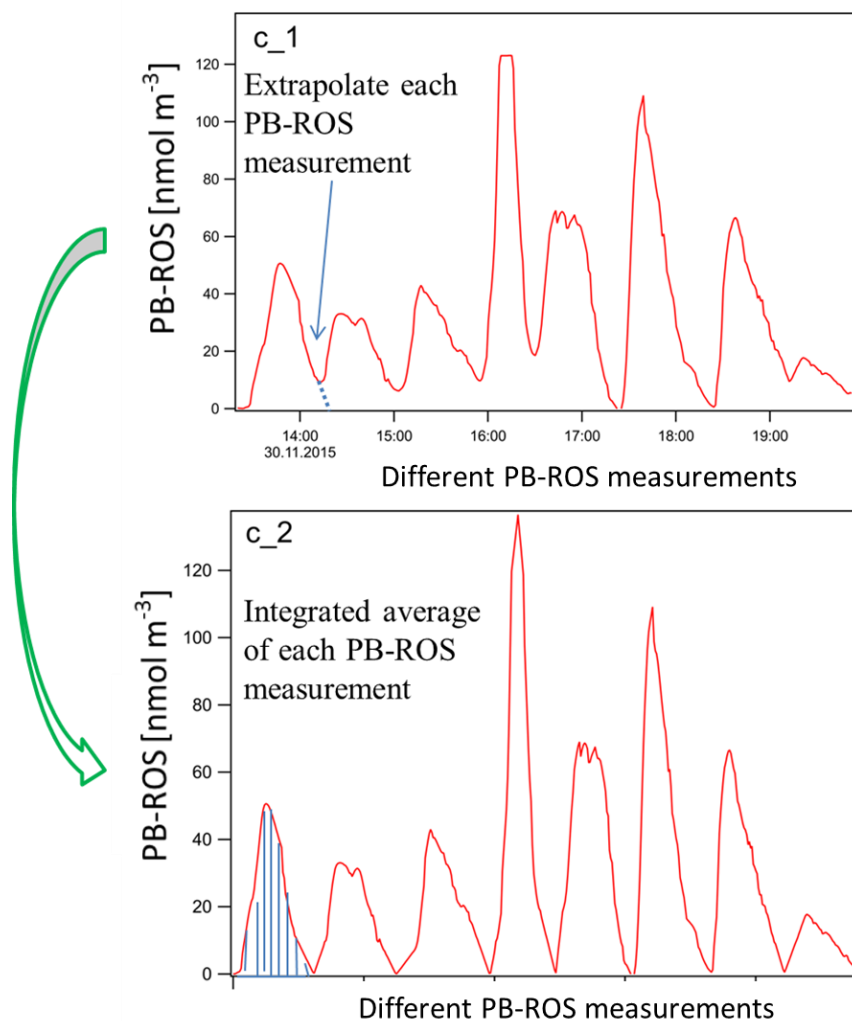 c_1
Extrapolate each
PB-ROS
measurement
PB-ROS [nmol m⁻³]
120
100
80
60
40
20
0
14:00 15:00 16:00 17:00 18:00 19:00
30.11.2015
Different PB-ROS measurements
c_2
Integrated average
of each PB-ROS
measurement
PB-ROS [nmol m⁻³]
120
100
80
60
40
20
0
Different PB-ROS measurements